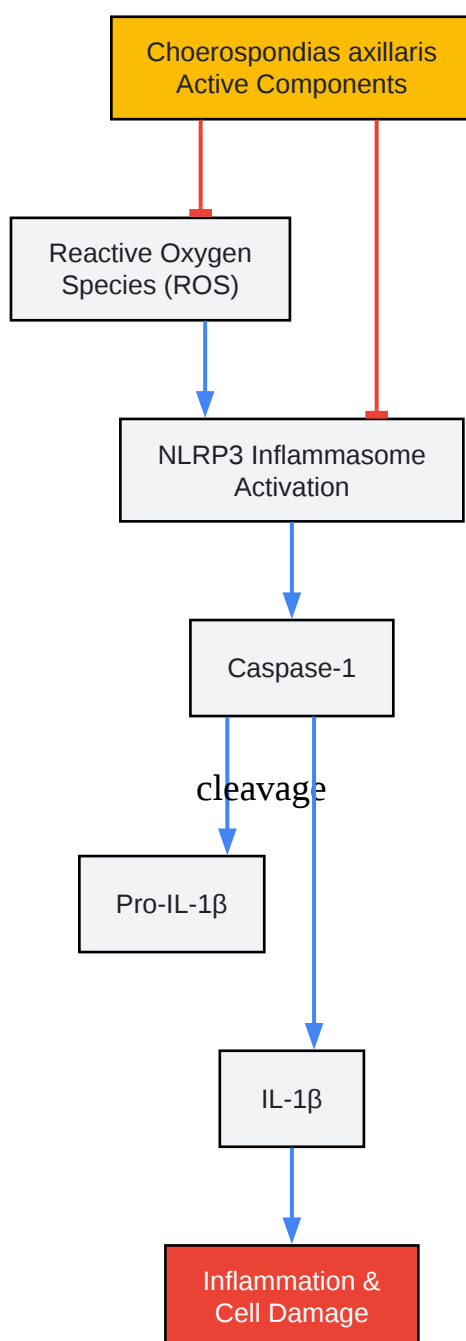 Choerospondias axillaris
Active Components
Reactive Oxygen
Species (ROS)
NLRP3 Inflammasome
Activation
Caspase-1
cleavage
Pro-IL-1β
IL-1β
Inflammation &
Cell Damage